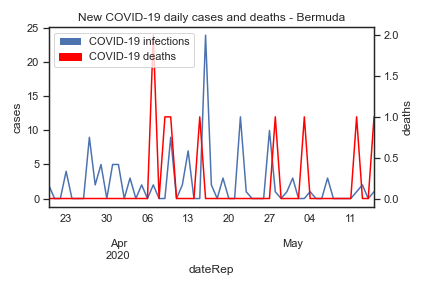 New COVID-19 daily cases and deaths - Bermuda
COVID-19 infections
COVID-19 deaths
cases
25
20
15
10
5
0
deaths
2.0
1.5
1.0
0.5
0.0
23 30 06 13 20 27 04 11
Apr May
2020
dateRep